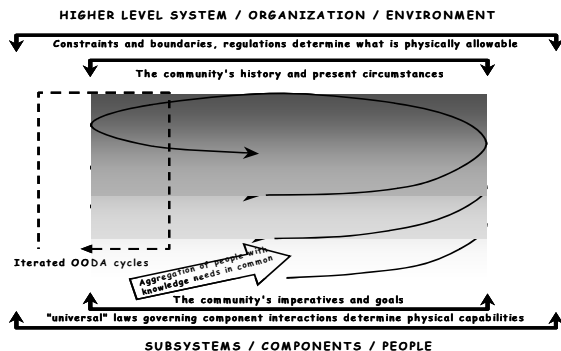 HIGHER LEVEL SYSTEM / ORGANIZATION / ENVIRONMENT
Constraints and boundaries, regulations determine what is physically allowable
The community's history and present circumstances
Iterated OODA cycles
Aggregation of people with
knowledge needs in common
The community's imperatives and goals
"universal" laws governing component interactions determine physical capabilities
SUBSYSTEMS / COMPONENTS / PEOPLE